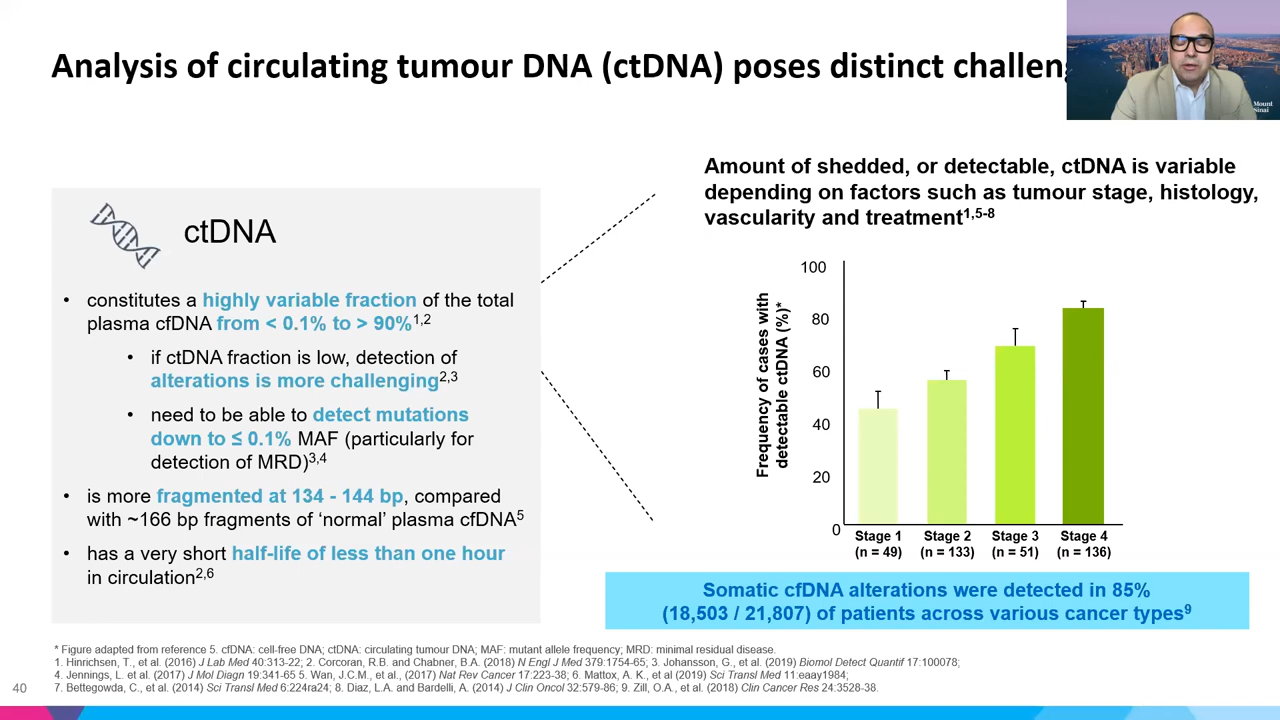 Analysis of circulating tumour DNA (ctDNA) poses distinct
Mount
Sinai
ctDNA
• constitutes a highly variable fraction of the total
plasma cfDNA from < 0.1% to > 90%1,2
• if ctDNA fraction is low, detection of
alterations is more challenging2,3
• need to be able to detect mutations
down to ≤ 0.1% MAF (particularly for
detection of MRD)3,4
• is more fragmented at 134 - 144 bp, compared
with ~166 bp fragments of ‘normal’ plasma cfDNA5
• has a very short half-life of less than one hour
in circulation2,6
Amount of shedded, or detectable, ctDNA is variable
depending on factors such as tumour stage, histology,
vascularity and treatment1,5-8
Frequency of cases with
detectable ctDNA (%)*
100
80
60
40
20
0
Stage 1 Stage 2 Stage 3 Stage 4
(n = 49) (n = 133) (n = 51) (n = 136)
Somatic cfDNA alterations were detected in 85%
(18,503 / 21,807) of patients across various cancer types9
* Figure adapted from reference 5. cfDNA: cell-free DNA; ctDNA: circulating tumour DNA; MAF: mutant allele frequency; MRD: minimal residual disease.
1. Hinrichsen, T., et al. (2016) J Lab Med 40:313-22; 2. Corcoran, R.B. and Chabner, B.A. (2018) N Engl J Med 379:1754-65; 3. Johansson, G., et al. (2019) Biomol Detect Quantif 17:100078;
4. Jennings, L. et al. (2017) J Mol Diagn 19:341-65 5. Wan, J.C.M., et al., (2017) Nat Rev Cancer 17:223-38; 6. Mattox, A. K., et al (2019) Sci Transl Med 11:eaay1984;
7. Bettegowda, C., et al. (2014) Sci Transl Med 6:224ra24; 8. Diaz, L.A. and Bardelli, A. (2014) J Clin Oncol 32:579-86; 9. Zill, O.A., et al. (2018) Clin Cancer Res 24:3528-38.
40